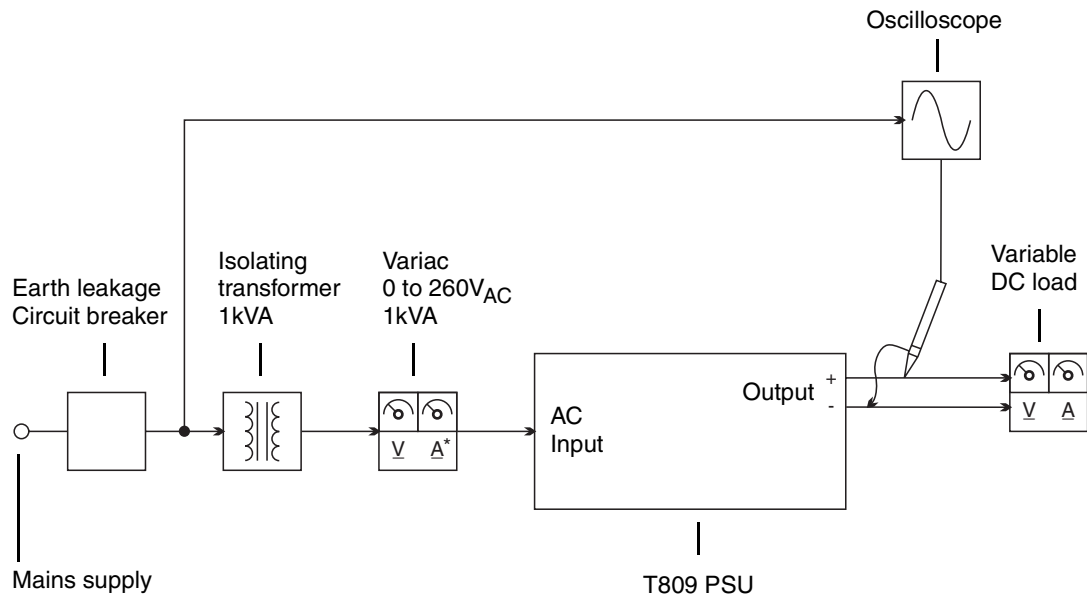 Oscilloscope
Earth leakage
Circuit breaker
Isolating
transformer
1kVA
Variac
0 to 260VAC
1kVA
Variable
DC load
V
A*
AC
Input
Output
+
-
V
A
Mains supply
T809 PSU